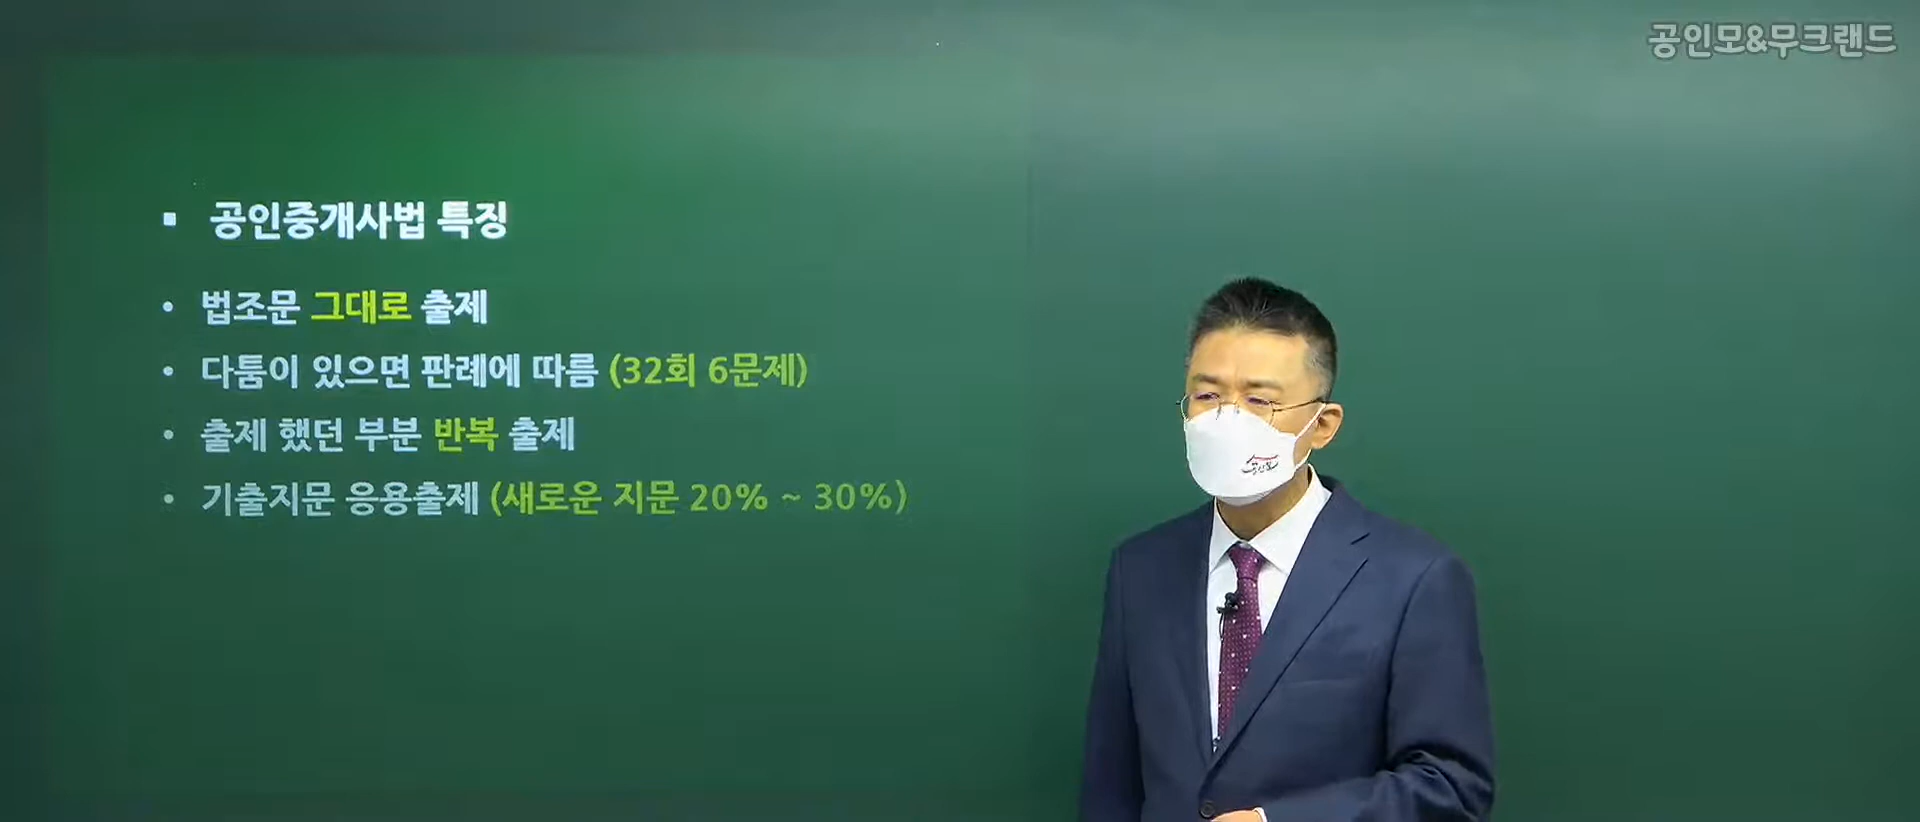 공인모&무크랜드
▪ 공인중개사법 특징
• 법조문 그대로 출제
• 다툼이 있으면 판례에 따름 (32회 6문제)
• 출제 했던 부분 반복 출제
• 기출지문 응용출제 (새로운 지문 20% ~ 30%)